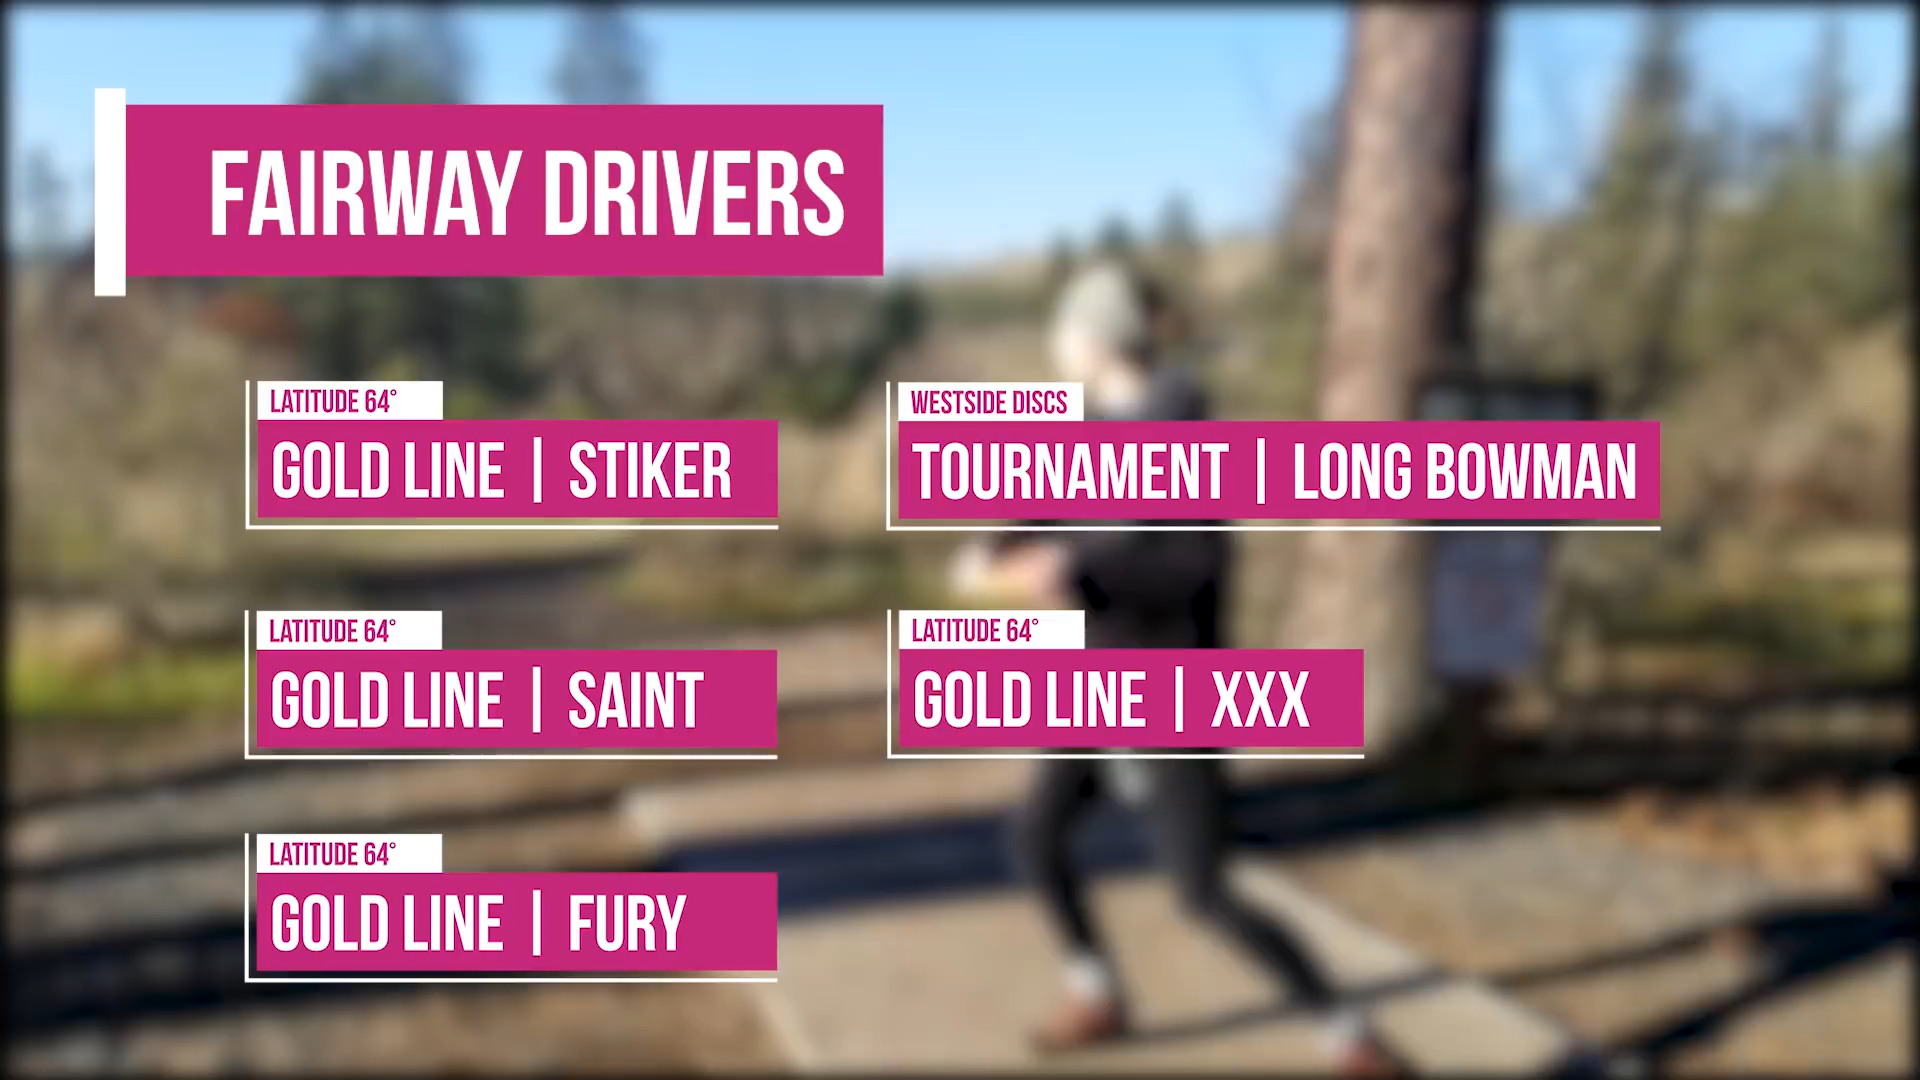 FAIRWAY DRIVERS
LATITUDE 64°
GOLD LINE | STIKER
LATITUDE 64°
GOLD LINE | SAINT
LATITUDE 64°
GOLD LINE | FURY
WESTSIDE DISCS
TOURNAMENT | LONG BOWMAN
LATITUDE 64°
GOLD LINE | XXX